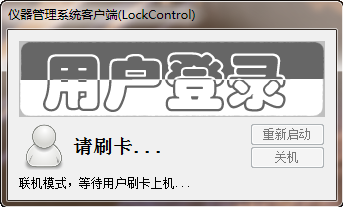 仪器管理系统客户端(LockControl)
用户登录
请刷卡...
重新启动
关机
联机模式，等待用户刷卡上机...